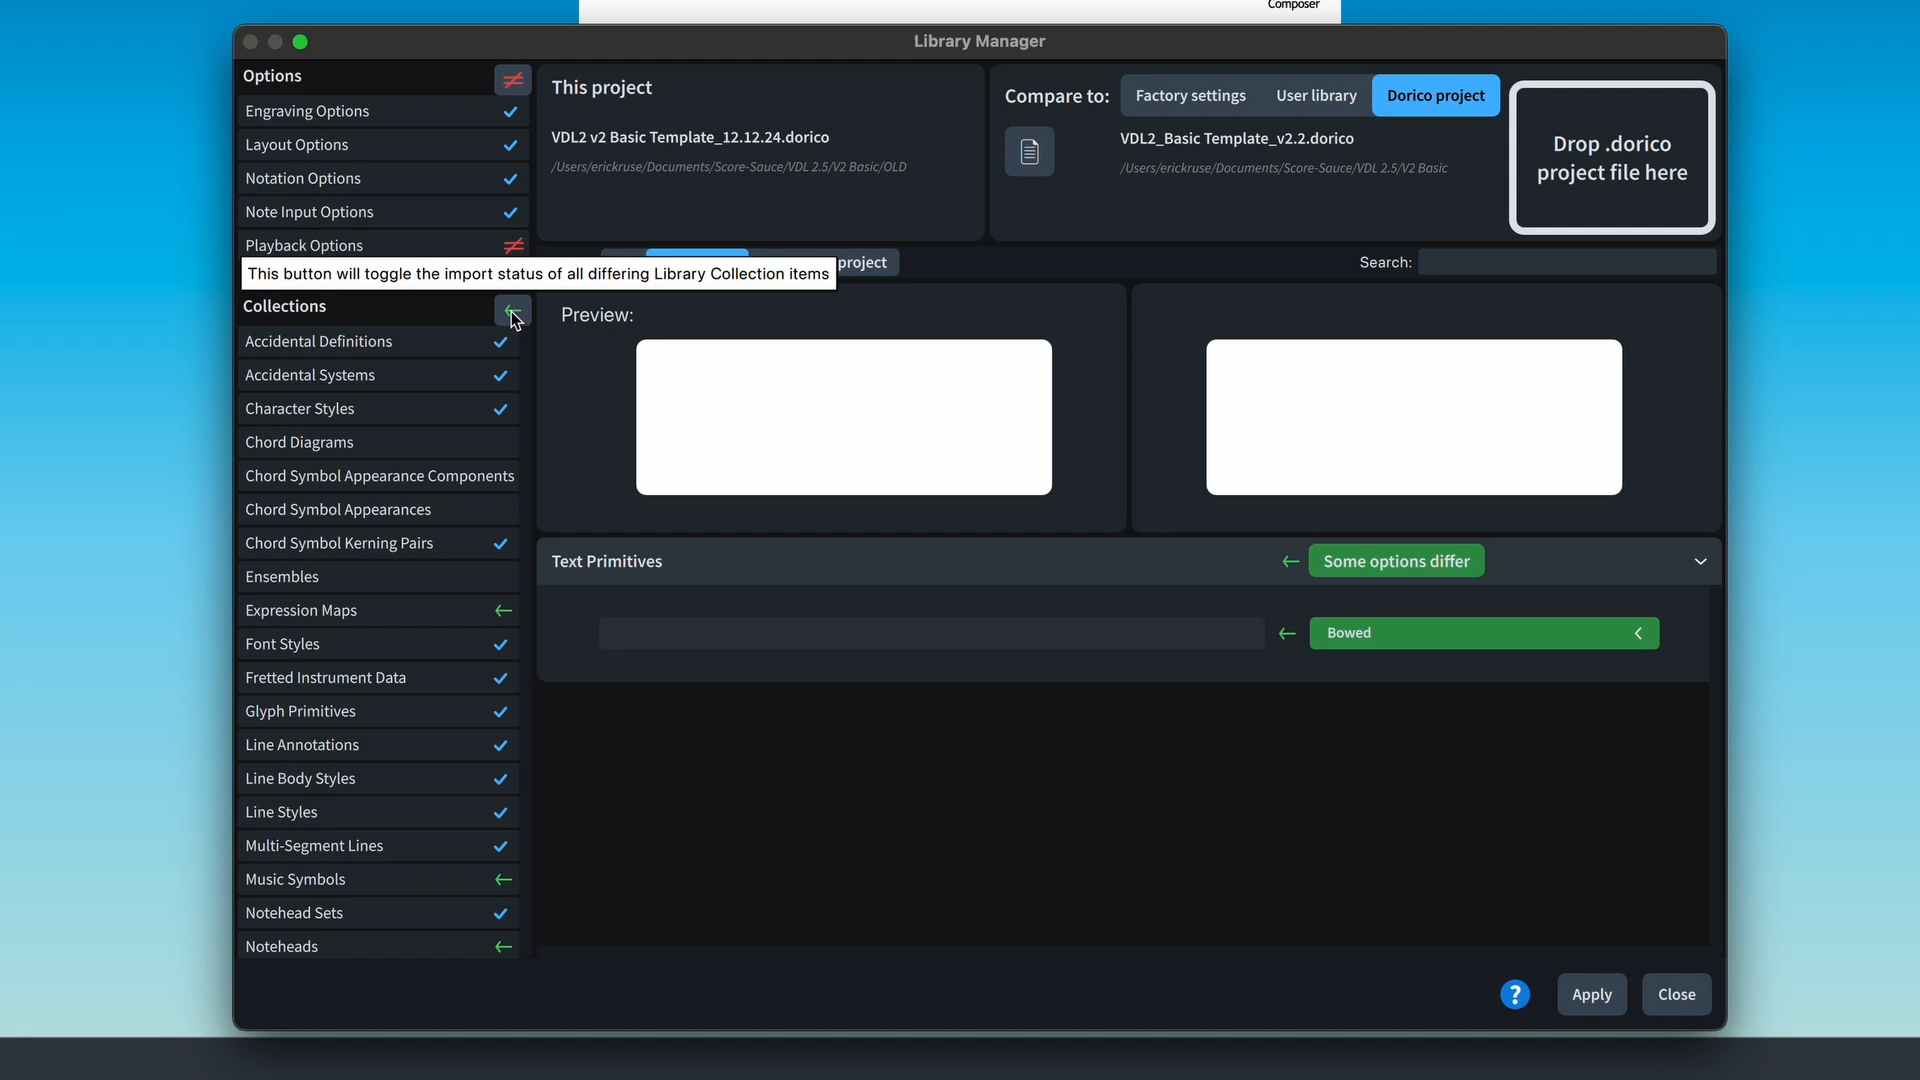 Composer
Library Manager
Options
Engraving Options
Layout Options
Notation Options
Note Input Options
Playback Options
This button will toggle the import status of all differing Library Collection items
Collections
Accidental Definitions
Accidental Systems
Character Styles
Chord Diagrams
Chord Symbol Appearance Components
Chord Symbol Appearances
Chord Symbol Kerning Pairs
Ensembles
Expression Maps
Font Styles
Fretted Instrument Data
Glyph Primitives
Line Annotations
Line Body Styles
Line Styles
Multi-Segment Lines
Music Symbols
Notehead Sets
Noteheads
This project
VDL2 v2 Basic Template_12.12.24.dorico
/Users/erickruse/Documents/Score-Sauce/VDL 2.5/V2 Basic/OLD
Compare to:
Factory settings
User library
Dorico project
VDL2_Basic Template_v2.2.dorico
/Users/erickruse/Documents/Score-Sauce/VDL 2.5/V2 Basic
Drop .dorico
project file here
project
Search:
Preview:
Text Primitives
Some options differ
Bowed
?
Apply
Close